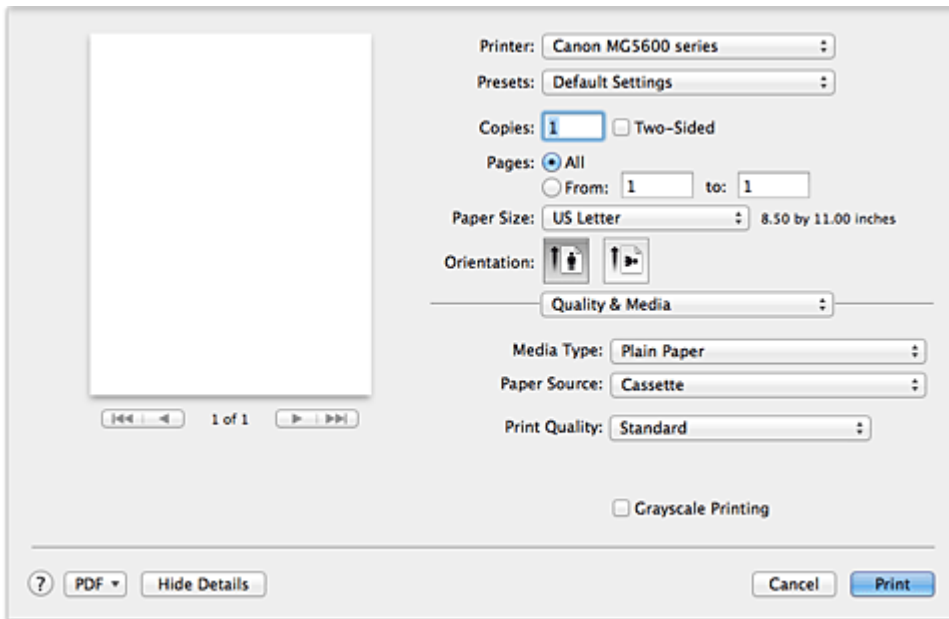 Printer: Canon MG5600 series
Presets: Default Settings
Copies: 1 Two-Sided
Pages: All
From: 1 to: 1
Paper Size: US Letter 8.50 by 11.00 inches
Orientation:
Quality & Media
Media Type: Plain Paper
Paper Source: Cassette
1 of 1
Print Quality: Standard
Grayscale Printing
? PDF Hide Details Cancel Print